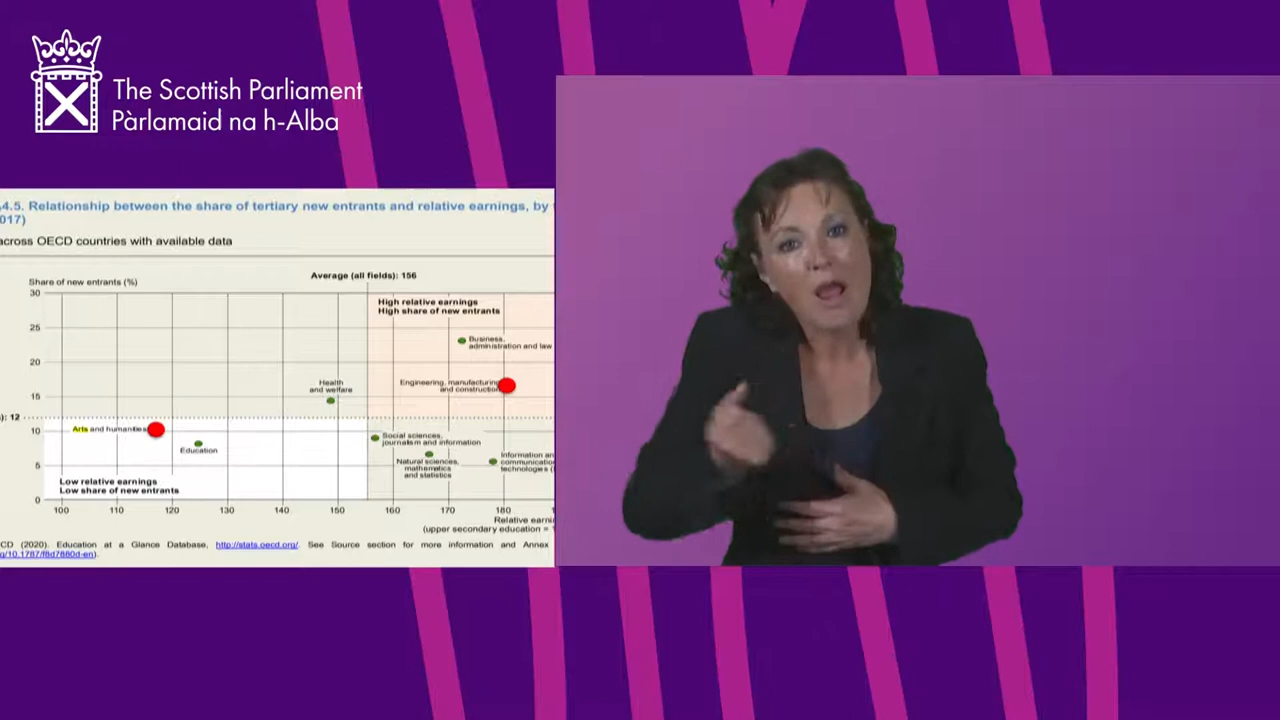 The Scottish Parliament
Pàrlamaid na h-Alba
4.5. Relationship between the share of tertiary new entrants and relative earnings, by
017)
across OECD countries with available data
Share of new entrants (%)
Average (all fields): 156
30
25
20
15
10
5
0
): 12
High relative earnings
High share of new entrants
Business,
administration and law
Health
and welfare
Engineering, manufacturing
and construction
Arts and humanities
Education
Social sciences,
journalism and information
Natural sciences,
mathematics
and statistics
Information an
communication
technologies (
Low relative earnings
Low share of new entrants
100 110 120 130 140 150 160 170 180
Relative earni
(upper secondary education =
CD (2020). Education at a Glance Database, http://stats.oecd.org/. See Source section for more information and Annex
g/10.1787/f8d7880d-en).